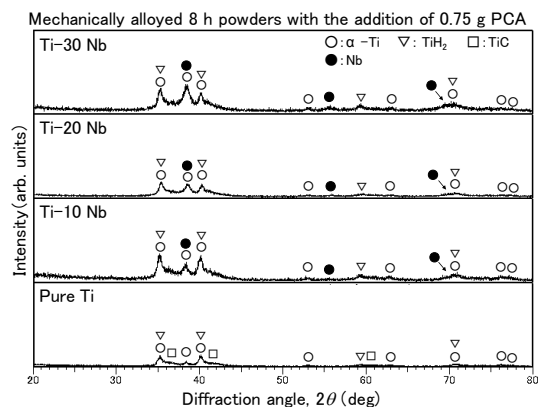 Mechanically alloyed 8 h powders with the addition of 0.75 g PCA
Ti-30 Nb
○:α-Ti ▽:TiH₂ □:TiC
●:Nb
Ti-20 Nb
Ti-10 Nb
Pure Ti
Intensity(arb. units)
20 30 40 50 60 70 80
Diffraction angle, 2θ(deg)